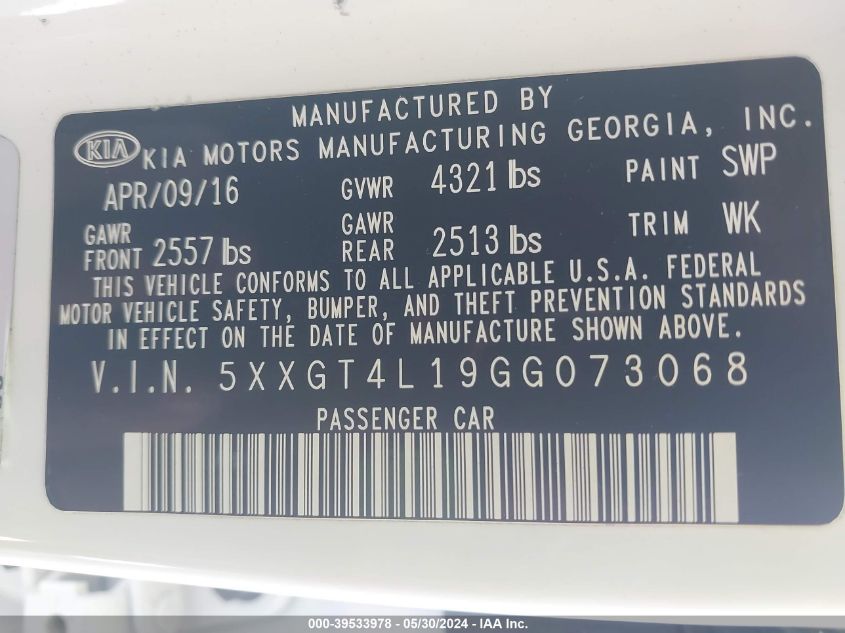 MANUFACTURED BY
KIA KIA MOTORS MANUFACTURING GEORGIA, INC.
APR/09/16 GVWR 4321 lbs PAINT SWP
GAWR FRONT 2557 lbs GAWR REAR 2513 lbs TRIM WK
THIS VEHICLE CONFORMS TO ALL APPLICABLE U.S.A. FEDERAL
MOTOR VEHICLE SAFETY, BUMPER, AND THEFT PREVENTION STANDARDS
IN EFFECT ON THE DATE OF MANUFACTURE SHOWN ABOVE.
V.I.N. 5XXGT4L19GG073068
PASSENGER CAR
000-39533978 - 05/30/2024 - IAA Inc.